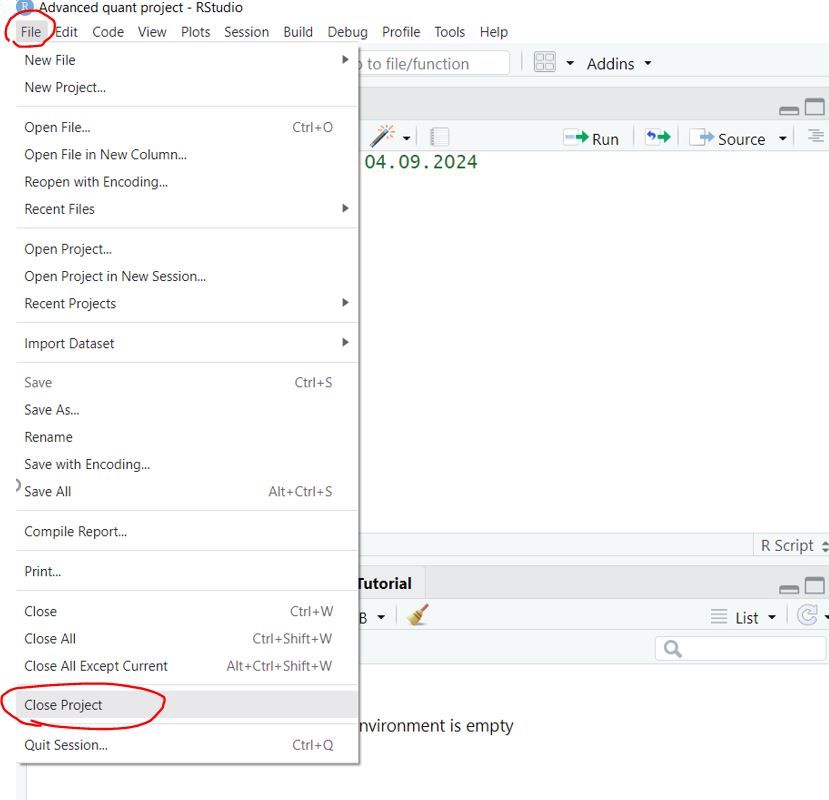 R Advanced quant project - RStudio
File Edit Code View Plots Session Build Debug Profile Tools Help
New File
to file/function
Addins
New Project...
Open File... Ctrl+O
Run
Source
Open File in New Column...
04.09.2024
Reopen with Encoding...
Recent Files
Open Project...
Open Project in New Session...
Recent Projects
Import Dataset
Save Ctrl+S
Save As...
Rename
Save with Encoding...
Save All Alt+Ctrl+S
Compile Report...
R Script
Print...
Tutorial
Close Ctrl+W
B
List
Close All Ctrl+Shift+W
Close All Except Current Alt+Ctrl+Shift+W
Close Project
nvironment is empty
Quit Session... Ctrl+Q